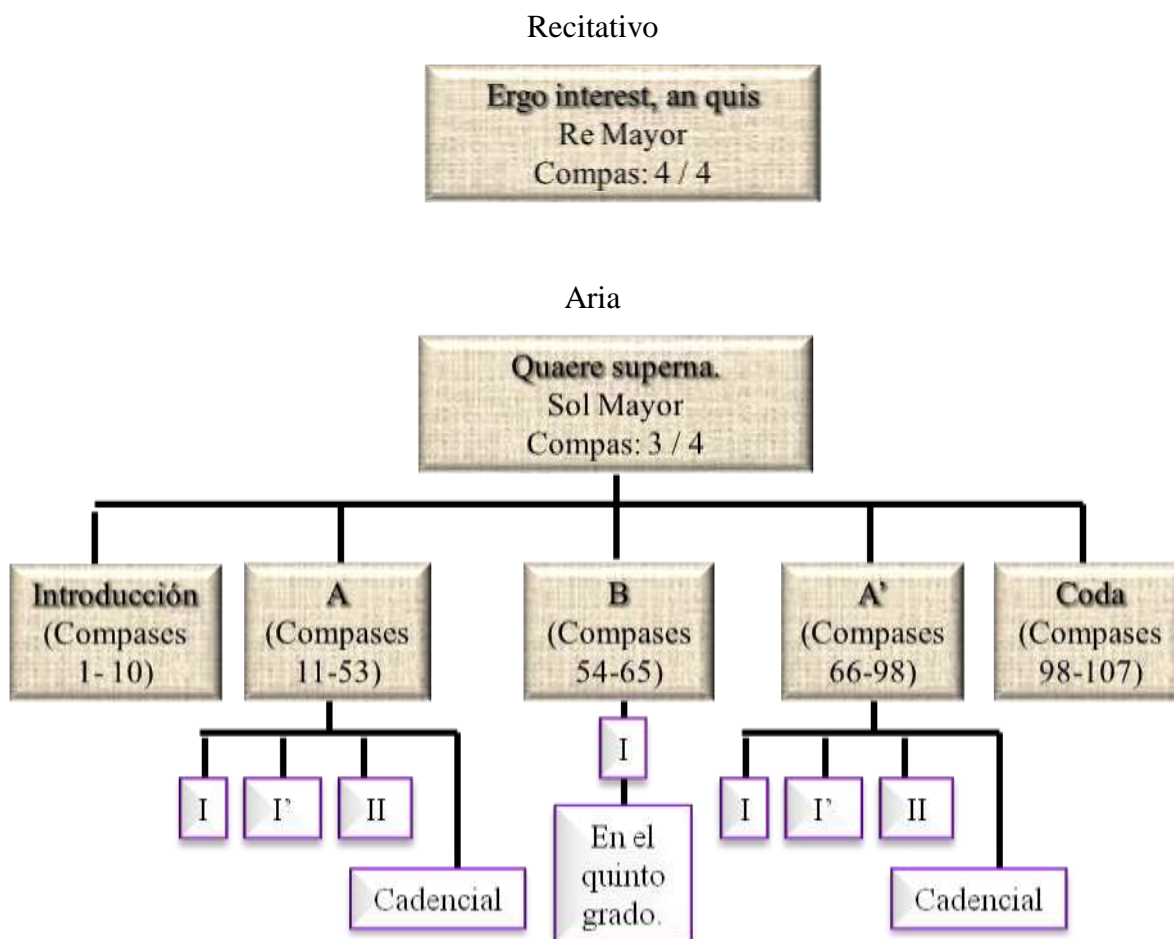 Recitativo
Ergo interest, an quis
Re Mayor
Compas: 4 / 4
Aria
Quaere superna.
Sol Mayor
Compas: 3 / 4
Introducción
(Compases
1- 10)
A
(Compases
11-53)
B
(Compases
54-65)
A’
(Compases
66-98)
Coda
(Compases
98-107)
I
I’
II
Cadencial
I
En el
quinto
grado.
I
I’
II
Cadencial